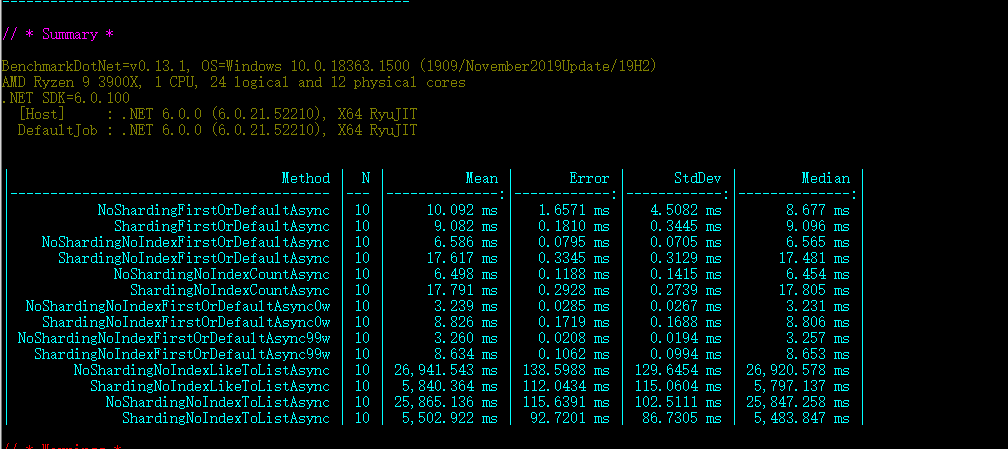 // * Summary *
BenchmarkDotNet=v0.13.1, OS=Windows 10.0.18363.1500 (1909/November2019Update/19H2)
AMD Ryzen 9 3900X, 1 CPU, 24 logical and 12 physical cores
.NET SDK=6.0.100
[Host]     : .NET 6.0.0 (6.0.21.52210), X64 RyuJIT
DefaultJob : .NET 6.0.0 (6.0.21.52210), X64 RyuJIT
| Method | N | Mean | Error | StdDev | Median |
|---|---|---:|---:|---:|---:|
| NoShardingFirstOrDefaultAsync | 10 | 10.092 ms | 1.6571 ms | 4.5082 ms | 8.677 ms |
| ShardingFirstOrDefaultAsync | 10 | 9.082 ms | 0.1810 ms | 0.3445 ms | 9.096 ms |
| NoShardingNoIndexFirstOrDefaultAsync | 10 | 6.586 ms | 0.0795 ms | 0.0705 ms | 6.565 ms |
| ShardingNoIndexFirstOrDefaultAsync | 10 | 17.617 ms | 0.3345 ms | 0.3129 ms | 17.481 ms |
| NoShardingNoIndexCountAsync | 10 | 6.498 ms | 0.1188 ms | 0.1415 ms | 6.454 ms |
| ShardingNoIndexCountAsync | 10 | 17.791 ms | 0.2928 ms | 0.2739 ms | 17.805 ms |
| NoShardingNoIndexFirstOrDefaultAsync0w | 10 | 3.239 ms | 0.0285 ms | 0.0267 ms | 3.231 ms |
| ShardingNoIndexFirstOrDefaultAsync0w | 10 | 8.826 ms | 0.1719 ms | 0.1688 ms | 8.806 ms |
| NoShardingNoIndexFirstOrDefaultAsync99w | 10 | 3.260 ms | 0.0208 ms | 0.0194 ms | 3.257 ms |
| ShardingNoIndexFirstOrDefaultAsync99w | 10 | 8.634 ms | 0.1062 ms | 0.0994 ms | 8.653 ms |
| NoShardingNoIndexLikeToListAsync | 10 | 26,941.543 ms | 138.5988 ms | 129.6454 ms | 26,920.578 ms |
| ShardingNoIndexLikeToListAsync | 10 | 5,840.364 ms | 112.0434 ms | 115.0604 ms | 5,797.137 ms |
| NoShardingNoIndexToListAsync | 10 | 25,865.136 ms | 115.6391 ms | 102.5111 ms | 25,847.258 ms |
| ShardingNoIndexToListAsync | 10 | 5,502.922 ms | 92.7201 ms | 86.7305 ms | 5,483.847 ms |